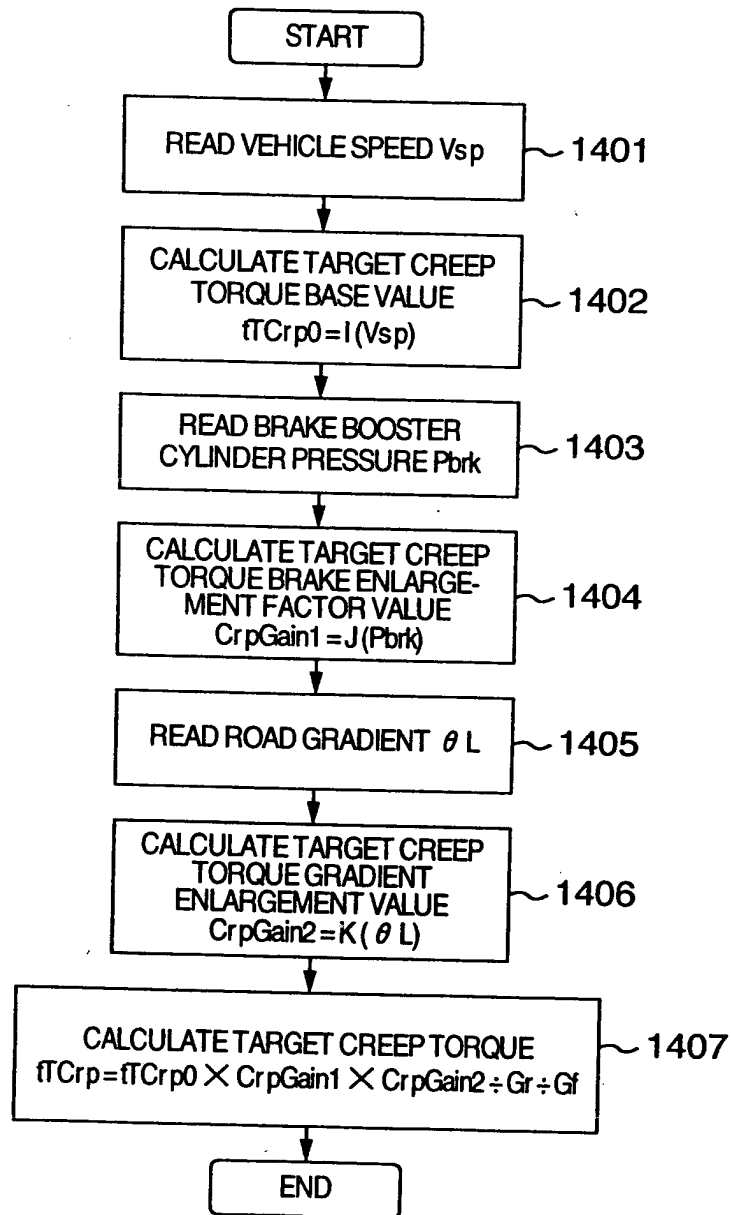 START
READ VEHICLE SPEED Vsp
1401
CALCULATE TARGET CREEP
TORQUE BASE VALUE
tTCrp0=I(Vsp)
1402
READ BRAKE BOOSTER
CYLINDER PRESSURE Pbrk
1403
CALCULATE TARGET CREEP
TORQUE BRAKE ENLARGE-
MENT FACTOR VALUE
CrpGain1=J(Pbrk)
1404
READ ROAD GRADIENT θL
1405
CALCULATE TARGET CREEP
TORQUE GRADIENT
ENLARGEMENT VALUE
CrpGain2=K(θL)
1406
CALCULATE TARGET CREEP TORQUE
tTCrp=tTCrp0×CrpGain1×CrpGain2÷Gr÷Gf
1407
END